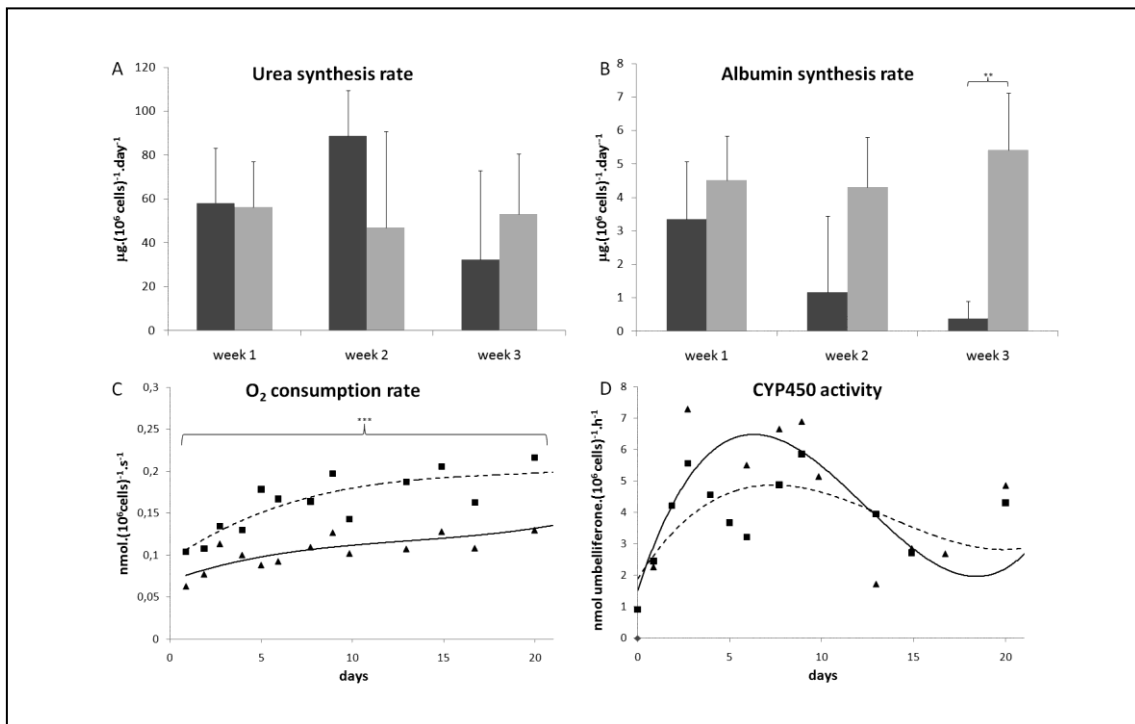 A
Urea synthesis rate
120
100
80
60
40
20
0
µg.(10⁶ cells)⁻¹.day⁻¹
week 1 week 2 week 3
B
Albumin synthesis rate
**
8
7
6
5
4
3
2
1
0
µg.(10⁶ cells)⁻¹.day⁻¹
week 1 week 2 week 3
C
O₂ consumption rate
***
0,3
0,25
0,2
0,15
0,1
0,05
0
nmol.(10⁶cells)⁻¹.s⁻¹
0 5 10 15 20
days
D
CYP450 activity
8
7
6
5
4
3
2
1
0
nmol umbelliferone.(10⁶ cells)⁻¹.h⁻¹
0 5 10 15 20
days